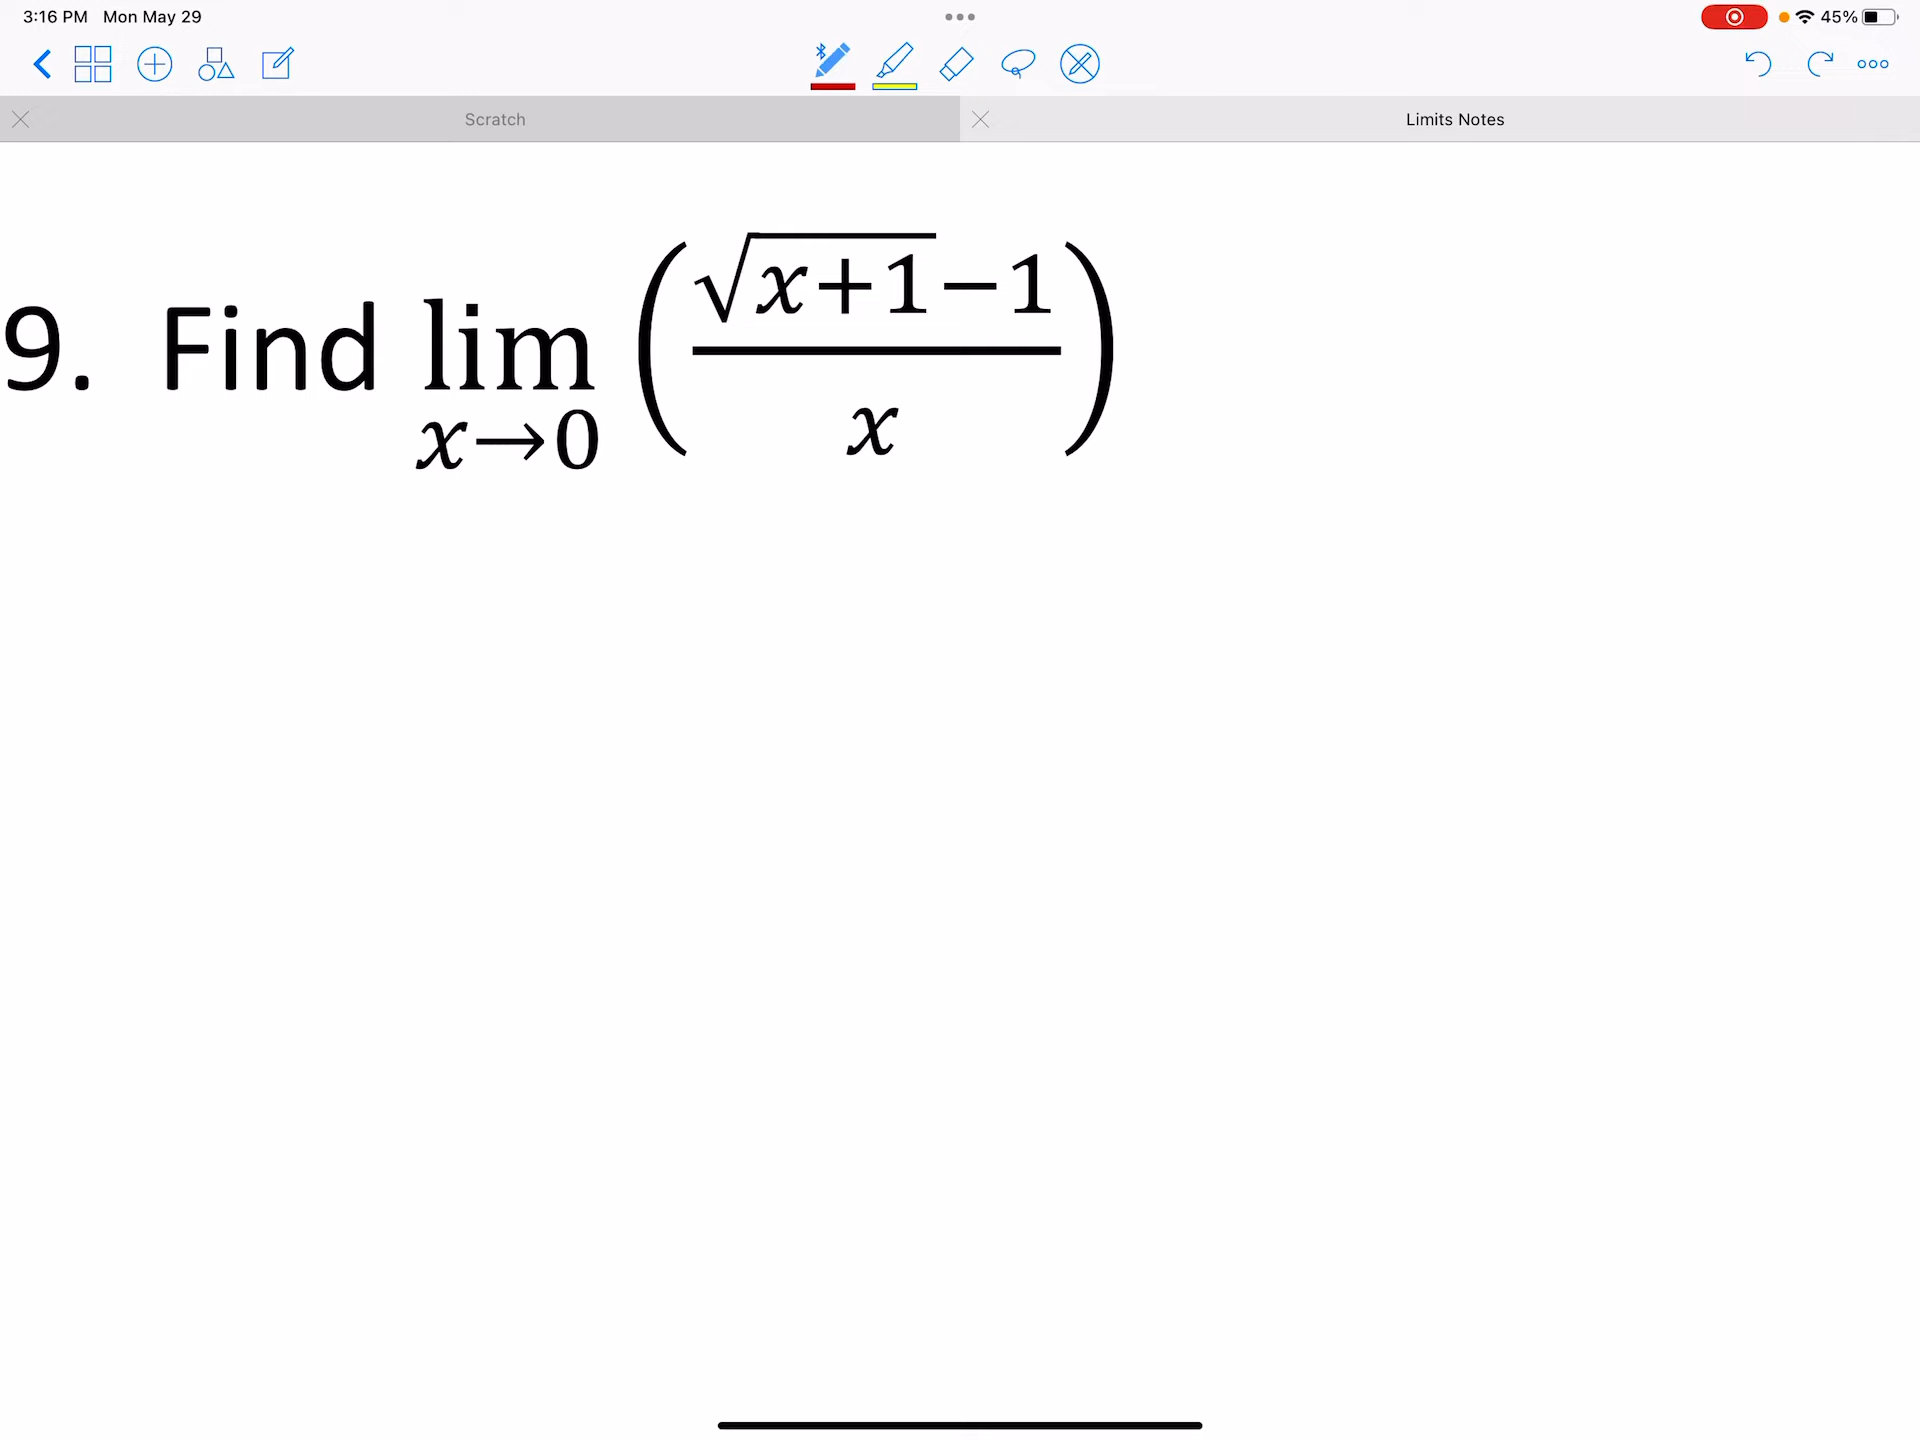 3:16 PM Mon May 29
45%
Scratch
Limits Notes
9. Find lim x→0 (√(x+1)−1 / x)